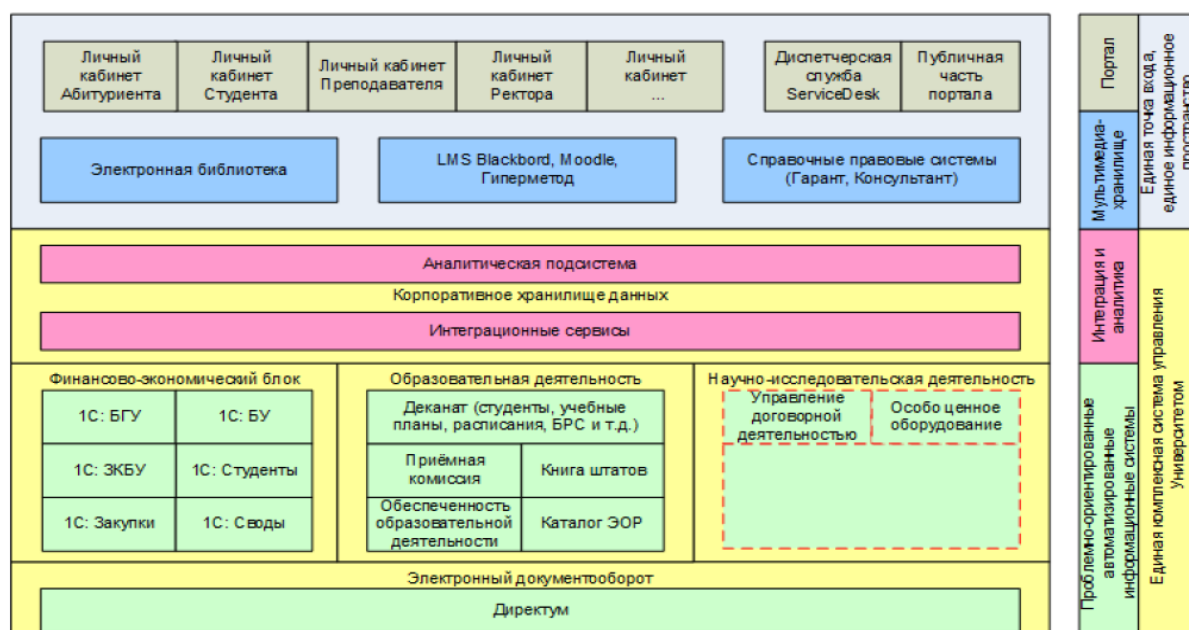 Личный
кабинет
Абитуриента
Личный
кабинет
Студента
Личный кабинет
Преподавателя
Личный
кабинет
Ректора
Личный
кабинет
...
Диспетчерская
служба
ServiceDesk
Публичная
часть
портала
Электронная библиотека
LMS Blackbord, Moodle,
Гиперметод
Справочные правовые системы
(Гарант, Консультант)
Аналитическая подсистема
Корпоративное хранилище данных
Интеграционные сервисы
Финансово-экономический блок
1С: БГУ
1С: БУ
1С: ЗКБУ
1С: Студенты
1С: Закупки
1С: Своды
Образовательная деятельность
Деканат (студенты, учебные
планы, расписания, БРС и т.д.)
Приёмная
комиссия
Книга штатов
Обеспеченность
образовательной
деятельности
Каталог ЭОР
Научно-исследовательская деятельность
Управление
договорной
деятельностью
Особо ценное
оборудование
Электронный документооборот
Директум
Портал
Мультимедиа-
хранилище
Интеграция и
аналитика
Проблемно-ориентированные
автоматизированные
информационные системы
Единая точка входа,
единое информационное
пространство
Единая комплексная система управления
Университетом